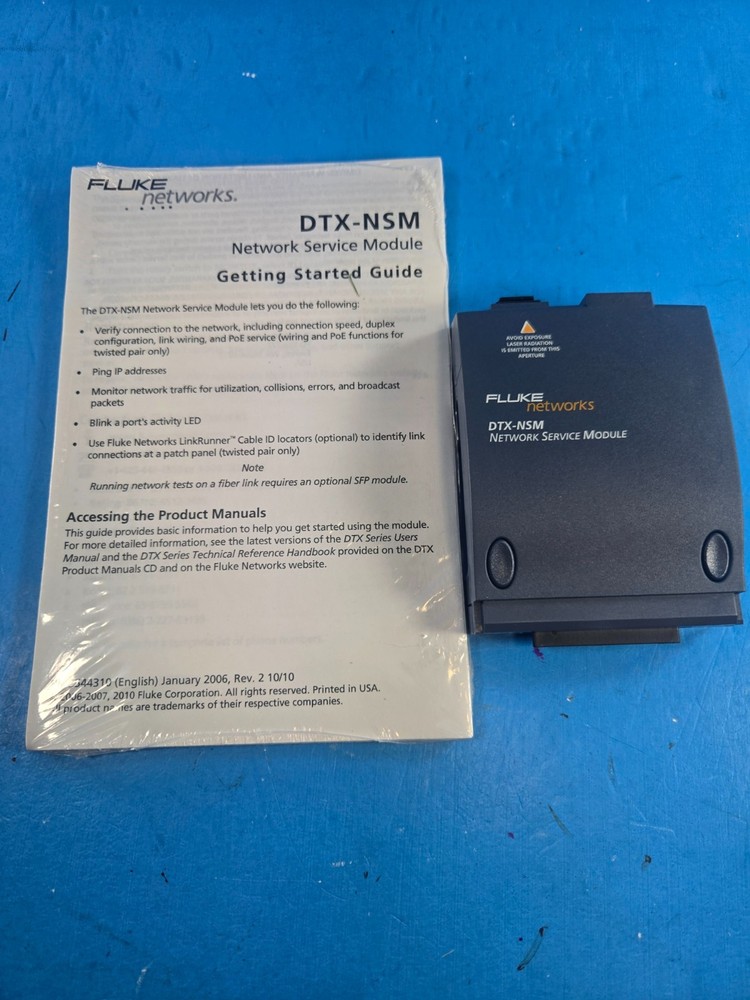 FLUKE
networks.
DTX-NSM
Network Service Module
Getting Started Guide
The DTX-NSM Network Service Module lets you do the following:
• Verify connection to the network, including connection speed, duplex
configuration, link wiring, and PoE service (wiring and PoE functions for
twisted pair only)
• Ping IP addresses
• Monitor network traffic for utilization, collisions, errors, and broadcast
packets
• Blink a port's activity LED
• Use Fluke Networks LinkRunner™ Cable ID locators (optional) to identify link
connections at a patch panel (twisted pair only)
Note
Running network tests on a fiber link requires an optional SFP module.
Accessing the Product Manuals
This guide provides basic information to help you get started using the module.
For more detailed information, see the latest versions of the DTX Series Users
Manual and the DTX Series Technical Reference Handbook provided on the DTX
Product Manuals CD and on the Fluke Networks website.
(English) January 2006, Rev. 2 10/10
2006-2007, 2010 Fluke Corporation. All rights reserved. Printed in USA.
product names are trademarks of their respective companies.
AVOID EXPOSURE
LASER RADIATION
IS EMITTED FROM THIS
APERTURE
FLUKE
networks
DTX-NSM
NETWORK SERVICE MODULE